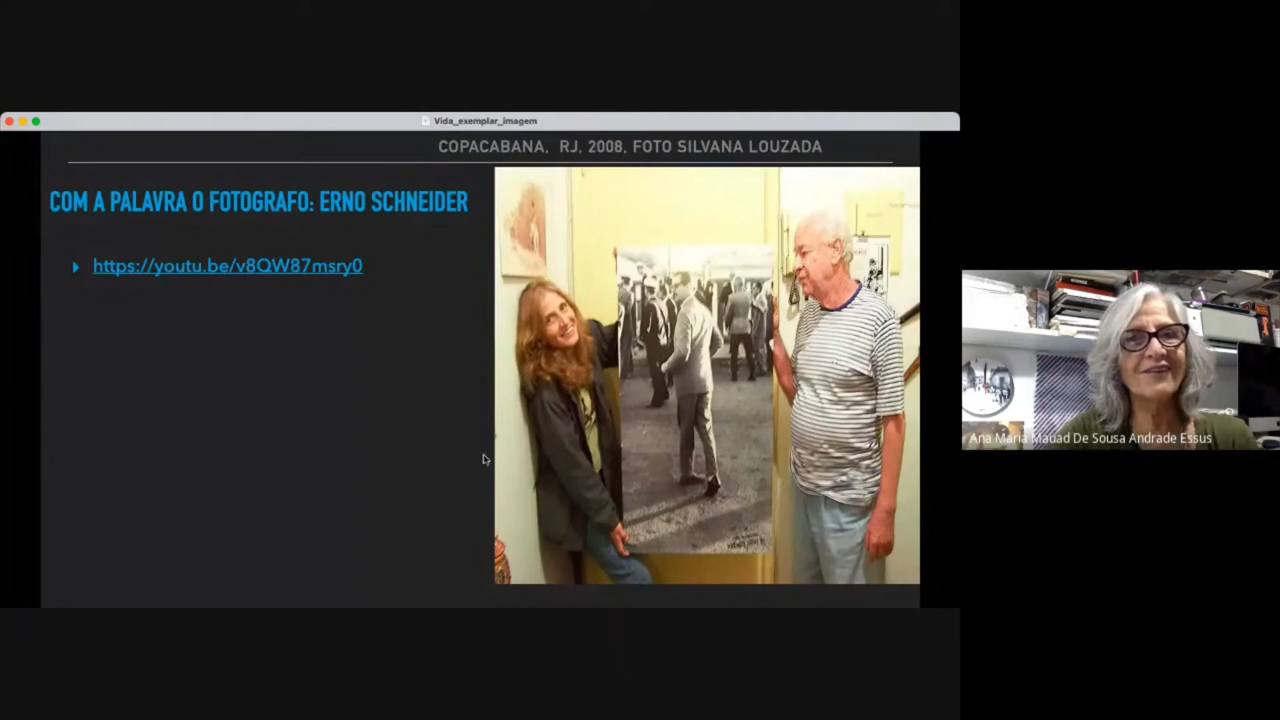 Vida_exemplar_imagem
COPACABANA, RJ, 2008, FOTO SILVANA LOUZADA
COM A PALAVRA O FOTOGRAFO: ERNO SCHNEIDER
https://youtu.be/v8QW87msry0
Ana Maria Mauad De Sousa Andrade Essus